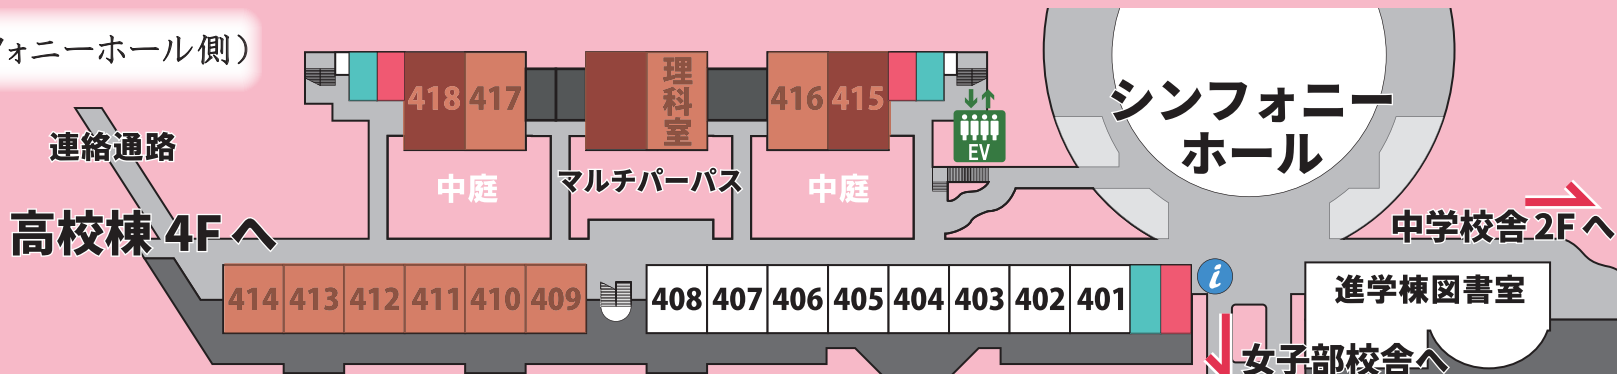 フォニーホール側）
連絡通路
高校棟 4F へ
418
417
理科室
416
415
EV
中庭
マルチパーパス
中庭
シンフォニー
ホール
中学校舎 2F へ
414
413
412
411
410
409
408
407
406
405
404
403
402
401
i
進学棟図書室
女子部校舎へ